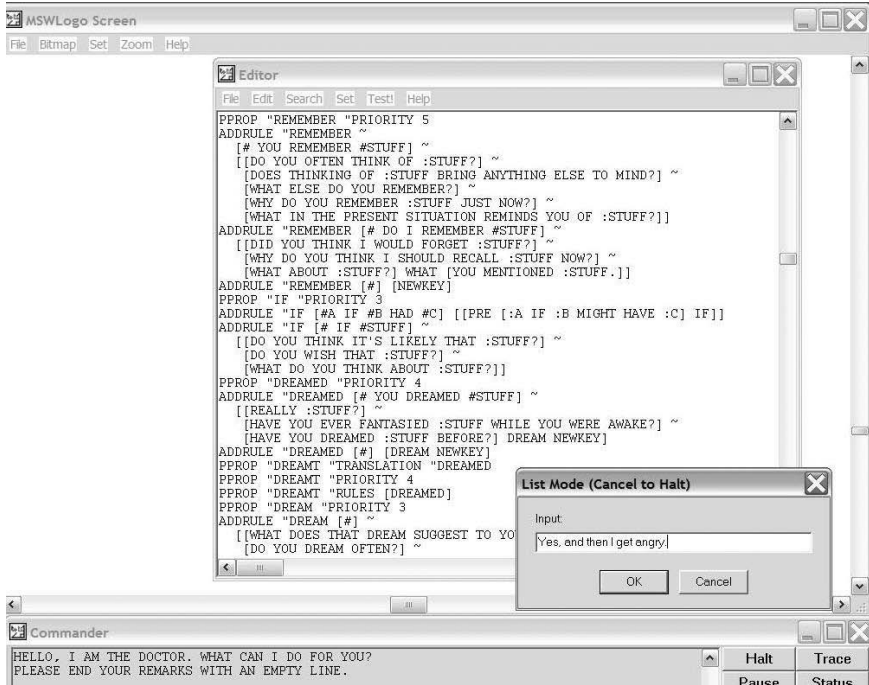 MSWLogo Screen
File Bitmap Set Zoom Help
Editor
File Edit Search Set Test! Help
PPROP "REMEMBER "PRIORITY 5
ADDRULE "REMEMBER ~
[# YOU REMEMBER #STUFF] ~
[[DO YOU OFTEN THINK OF :STUFF?] ~
[DOES THINKING OF :STUFF BRING ANYTHING ELSE TO MIND?] ~
[WHAT ELSE DO YOU REMEMBER?] ~
[WHY DO YOU REMEMBER :STUFF JUST NOW?] ~
[WHAT IN THE PRESENT SITUATION REMINDS YOU OF :STUFF?]]
ADDRULE "REMEMBER [# DO I REMEMBER #STUFF] ~
[[DID YOU THINK I WOULD FORGET :STUFF?] ~
[WHY DO YOU THINK I SHOULD RECALL :STUFF NOW?] ~
[WHAT ABOUT :STUFF?] WHAT [YOU MENTIONED :STUFF.]]
ADDRULE "REMEMBER [#] [NEWKEY]
PPROP "IF "PRIORITY 3
ADDRULE "IF [#A IF #B HAD #C] [[PRE [:A IF :B MIGHT HAVE :C] IF]]
ADDRULE "IF [# IF #STUFF] ~
[[DO YOU THINK IT'S LIKELY THAT :STUFF?] ~
[DO YOU WISH THAT :STUFF?] ~
[WHAT DO YOU THINK ABOUT :STUFF?]]
PPROP "DREAMED "PRIORITY 4
ADDRULE "DREAMED [# YOU DREAMED #STUFF] ~
[[REALLY :STUFF?] ~
[HAVE YOU EVER FANTASIED :STUFF WHILE YOU WERE AWAKE?] ~
[HAVE YOU DREAMED :STUFF BEFORE?] DREAM NEWKEY]
ADDRULE "DREAMED [#] [DREAM NEWKEY]
PPROP "DREAMT "TRANSLATION "DREAMED
PPROP "DREAMT "PRIORITY 4
PPROP "DREAMT "RULES [DREAMED]
PPROP "DREAM "PRIORITY 3
ADDRULE "DREAM [#] ~
[[WHAT DOES THAT DREAM SUGGEST TO YO
[DO YOU DREAM OFTEN?] ~
List Mode (Cancel to Halt)
Input:
Yes, and then I get angry.
OK Cancel
Commander
HELLO, I AM THE DOCTOR. WHAT CAN I DO FOR YOU?
PLEASE END YOUR REMARKS WITH AN EMPTY LINE.
Halt Trace
Pause Status